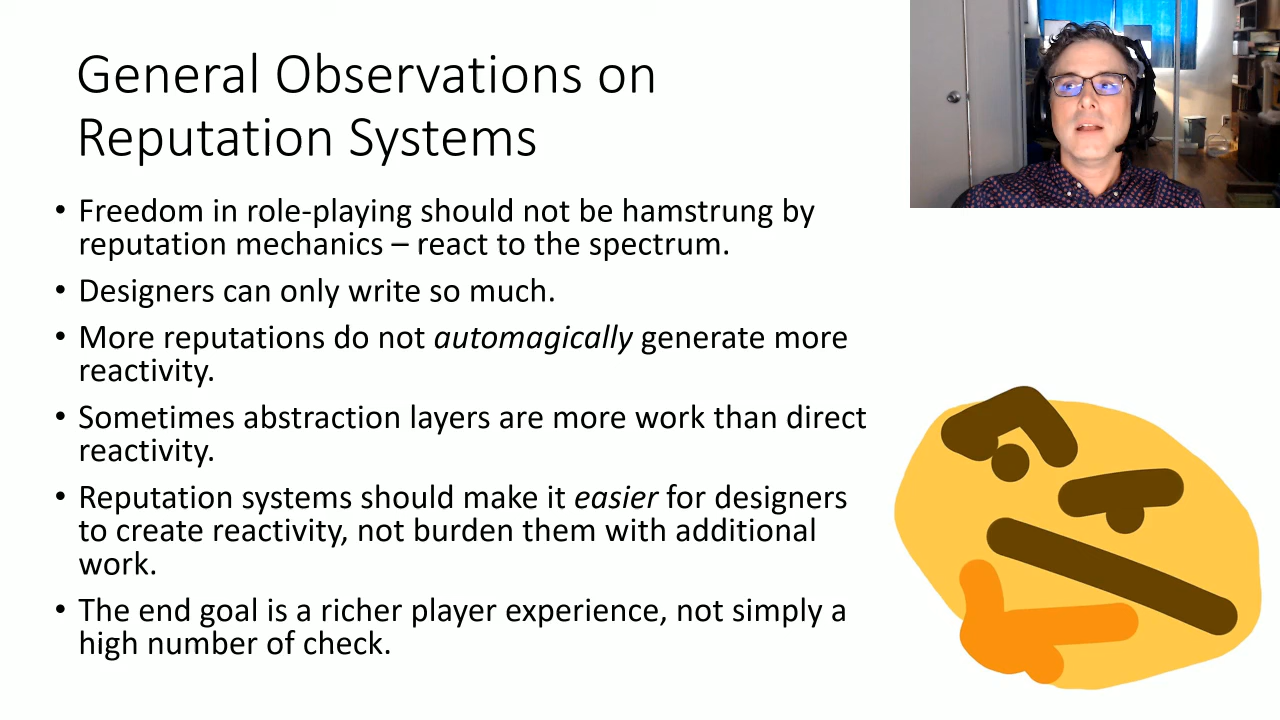 General Observations on
Reputation Systems
• Freedom in role-playing should not be hamstrung by
reputation mechanics – react to the spectrum.
• Designers can only write so much.
• More reputations do not automagically generate more
reactivity.
• Sometimes abstraction layers are more work than direct
reactivity.
• Reputation systems should make it easier for designers
to create reactivity, not burden them with additional
work.
• The end goal is a richer player experience, not simply a
high number of check.